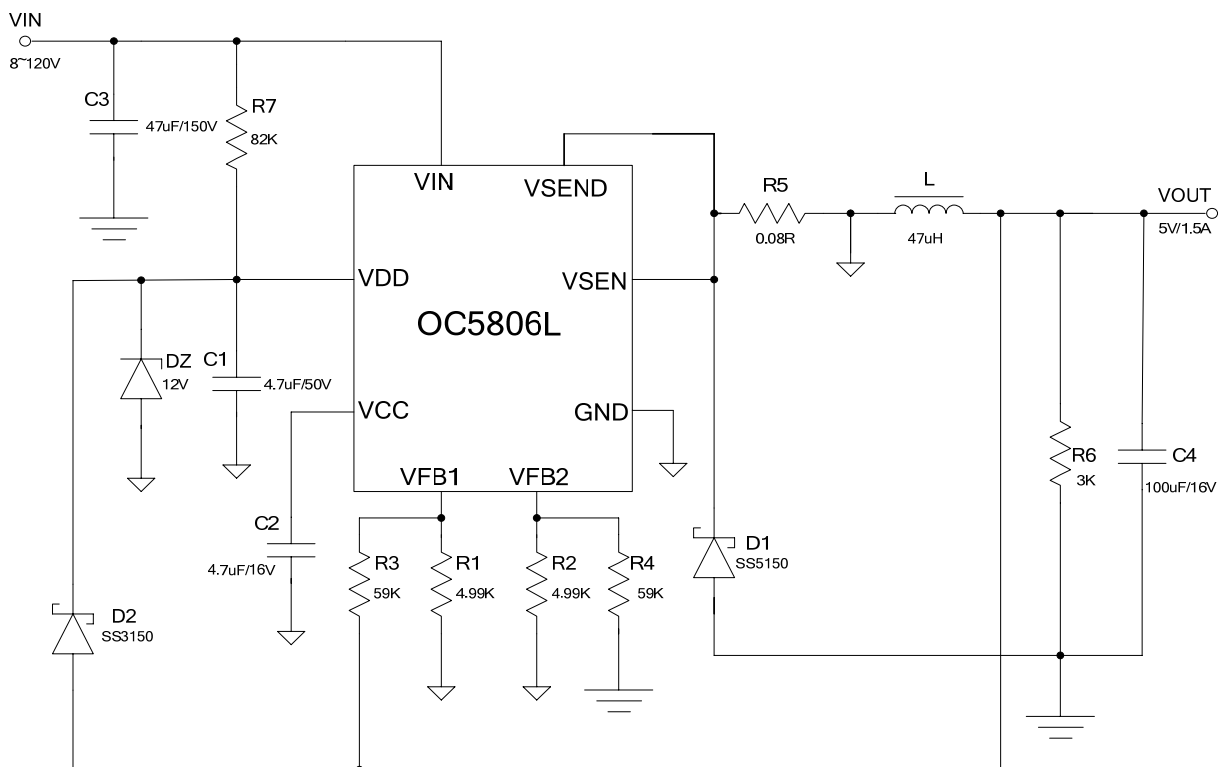 VIN
8~120V
C3
47uF/150V
R7
82K
VIN
VSEND
R5
0.08R
L
47uH
VOUT
5V/1.5A
VDD
VSEN
OC5806L
DZ
12V
C1
4.7uF/50V
VCC
GND
VFB1
VFB2
R6
3K
C4
100uF/16V
C2
4.7uF/16V
R3
59K
R1
4.99K
R2
4.99K
R4
59K
D1
SS5150
D2
SS3150